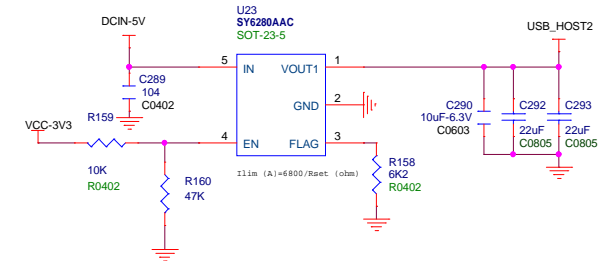 U23
SY6280AAC
SOT-23-5
DCIN-5V
USB_HOST2
5
IN
VOUT1
1
C289
104
C0402
GND
2
C290
10uF-6.3V
C0603
C292
22uF
C0805
C293
22uF
C0805
VCC-3V3
R159
10K
R0402
4
EN
FLAG
3
R160
47K
Ilim (A)=6800/Rset (ohm)
R158
6K2
R0402